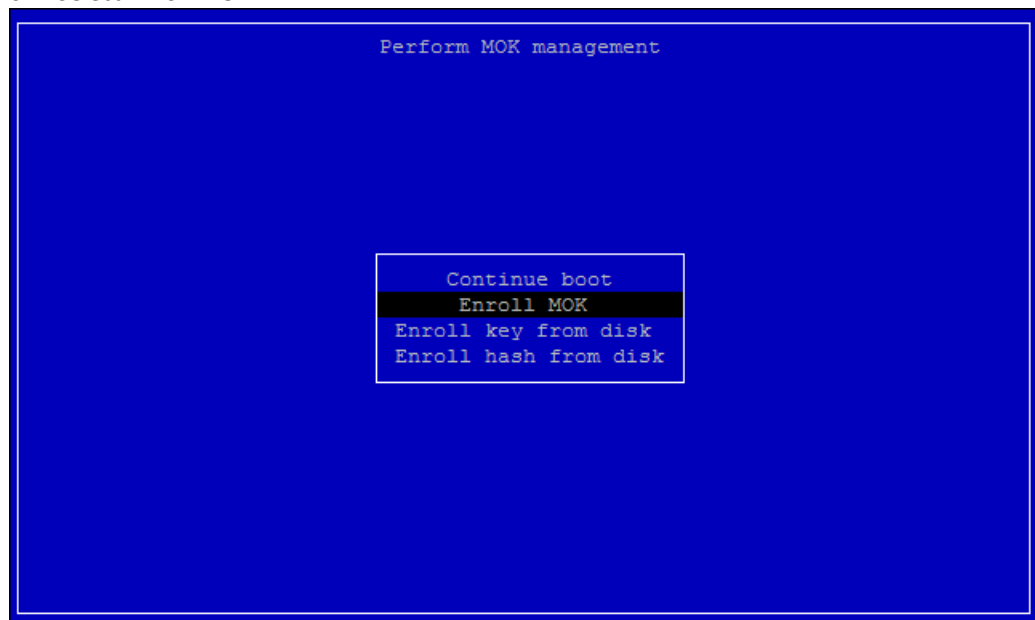 Perform MOK management
Continue boot
Enroll MOK
Enroll key from disk
Enroll hash from disk